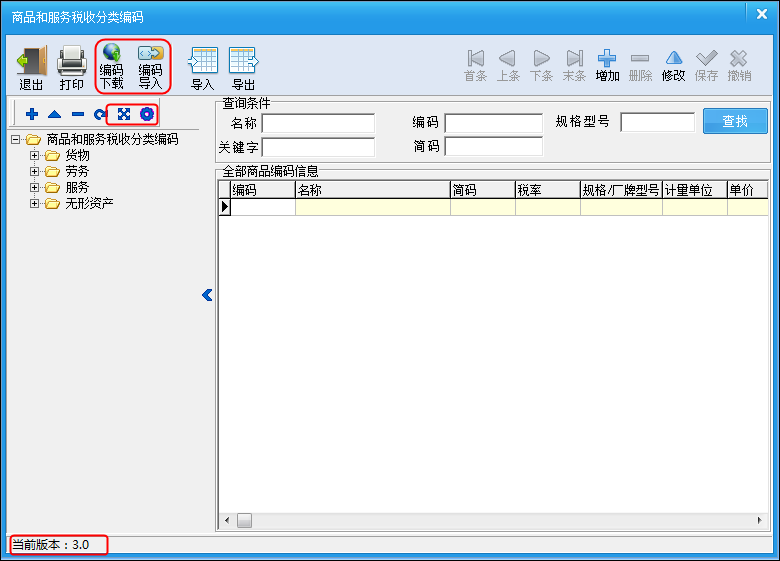 商品和服务税收分类编码
退出 打印 编码下载 编码导入 导入 导出 首条 上条 下条 末条 增加 删除 修改 保存 撤销
查询条件
名称 编码 规格型号 查找
关键字 简码
商品和服务税收分类编码
货物
劳务
服务
无形资产
全部商品编码信息
编码 名称 简码 税率 规格/厂牌型号 计量单位 单价
当前版本：3.0